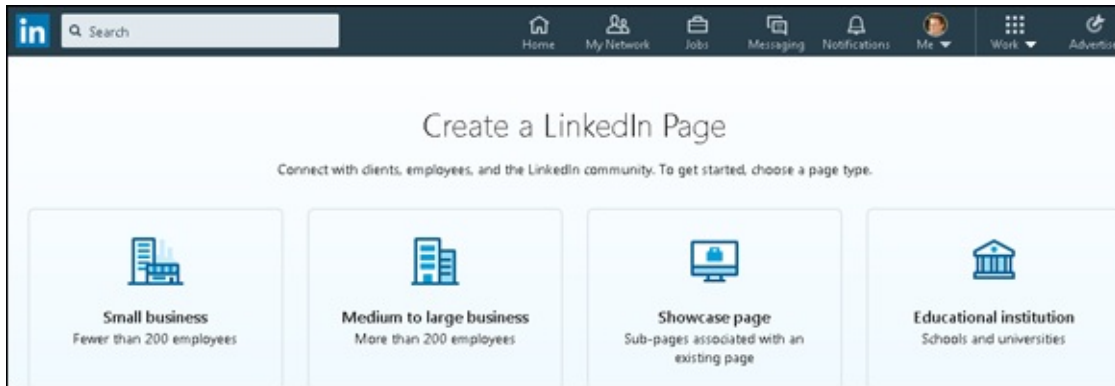 in
Search
Home
My Network
Jobs
Messaging
Notifications
Me
Work
Advertise
Create a LinkedIn Page
Connect with clients, employees, and the LinkedIn community. To get started, choose a page type.
Small business
Fewer than 200 employees
Medium to large business
More than 200 employees
Showcase page
Sub-pages associated with an
existing page
Educational institution
Schools and universities